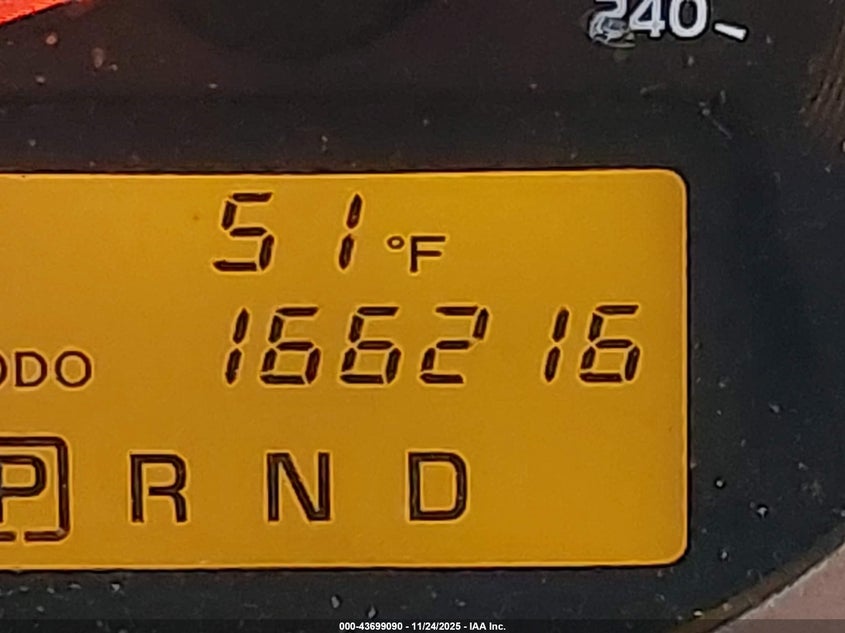 240
51 °F
ODO 166216
P R N D
000-43699090 - 11/24/2025 - IAA Inc.